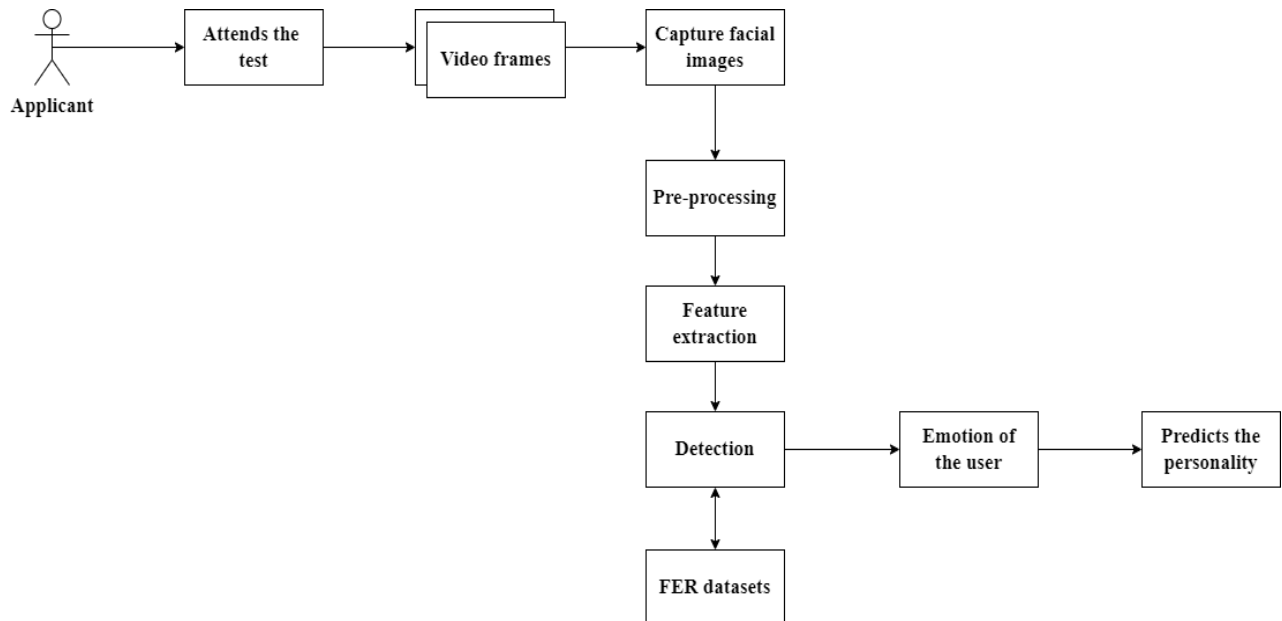 Attends the
test
Video frames
Capture facial
images
Applicant
Pre-processing
Feature
extraction
Detection
Emotion of
the user
Predicts the
personality
FER datasets